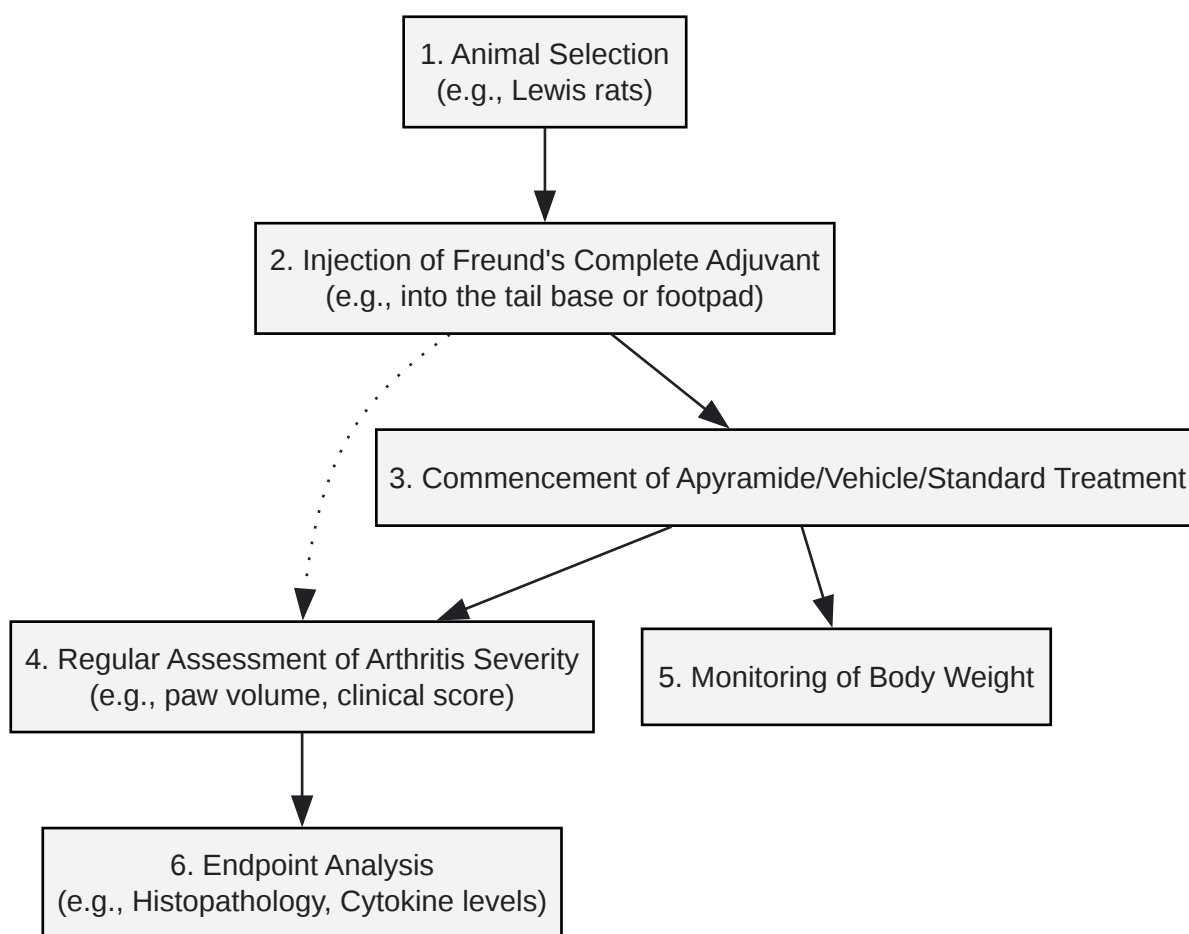 1. Animal Selection
(e.g., Lewis rats)
2. Injection of Freund's Complete Adjuvant
(e.g., into the tail base or footpad)
3. Commencement of Apyramide/Vehicle/Standard Treatment
4. Regular Assessment of Arthritis Severity
(e.g., paw volume, clinical score)
5. Monitoring of Body Weight
6. Endpoint Analysis
(e.g., Histopathology, Cytokine levels)